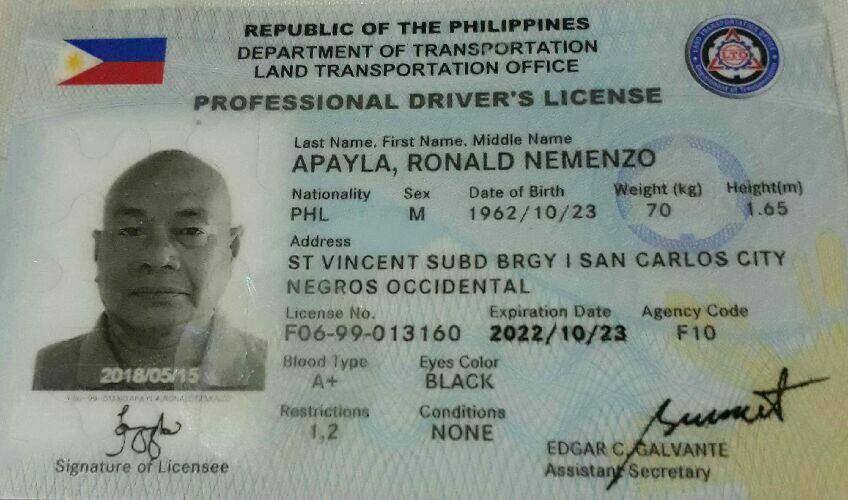 REPUBLIC OF THE PHILIPPINES
DEPARTMENT OF TRANSPORTATION
LAND TRANSPORTATION OFFICE
LTO
PROFESSIONAL DRIVER'S LICENSE
Last Name, First Name, Middle Name
APAYLA, RONALD NEMENZO
Nationality Sex Date of Birth Weight (kg) Height(m)
PHL M 1962/10/23 70 1.65
Address
ST VINCENT SUBD BRGY I SAN CARLOS CITY
NEGROS OCCIDENTAL
License No. Expiration Date Agency Code
F06-99-013160 2022/10/23 F10
Blood Type Eyes Color
A+ BLACK
2018/05/15
Restrictions Conditions
1,2 NONE
EDGAR C. GALVANTE
Signature of Licensee
Assistant Secretary